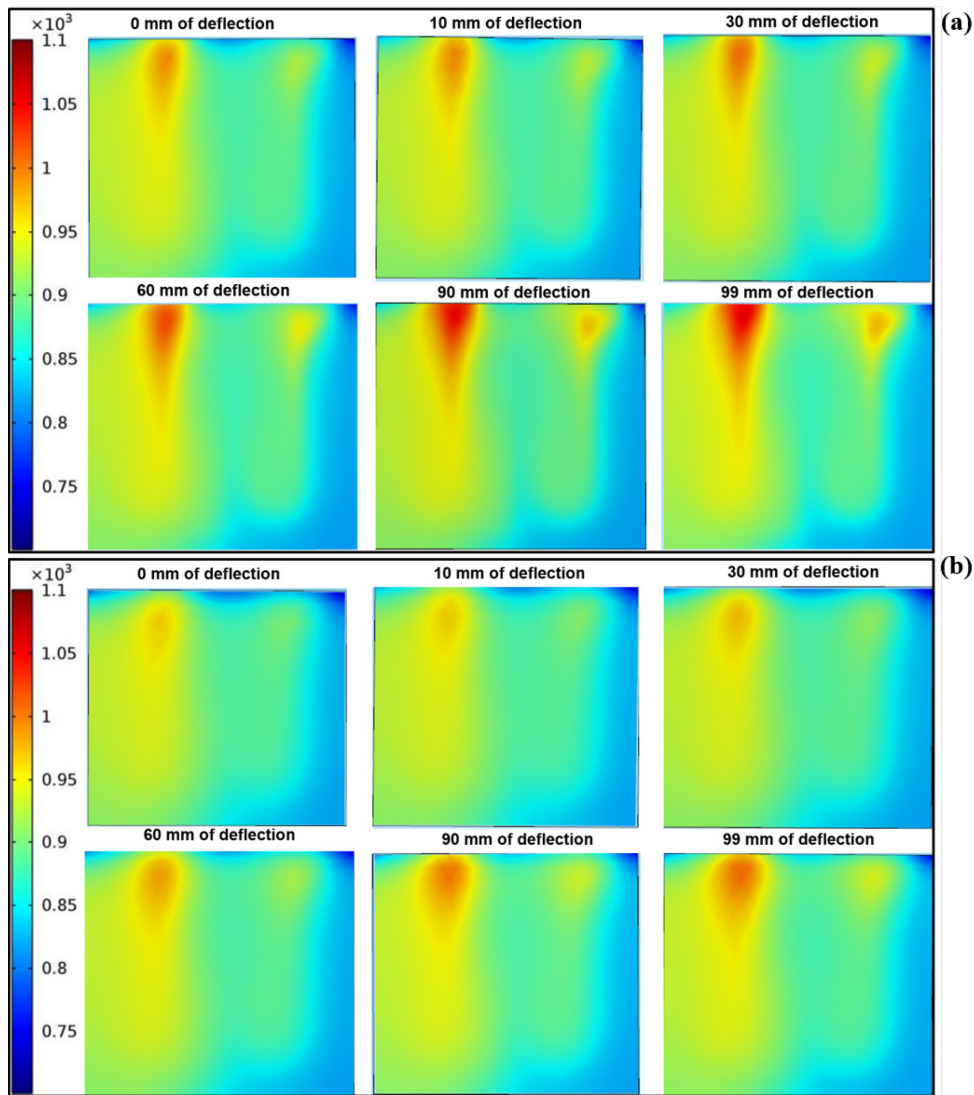 ×10³
0 mm of deflection
10 mm of deflection
30 mm of deflection
(a)
1.1
1.05
1
0.95
0.9
0.85
0.8
0.75
60 mm of deflection
90 mm of deflection
99 mm of deflection
×10³
0 mm of deflection
10 mm of deflection
30 mm of deflection
(b)
1.1
1.05
1
0.95
0.9
0.85
0.8
0.75
60 mm of deflection
90 mm of deflection
99 mm of deflection